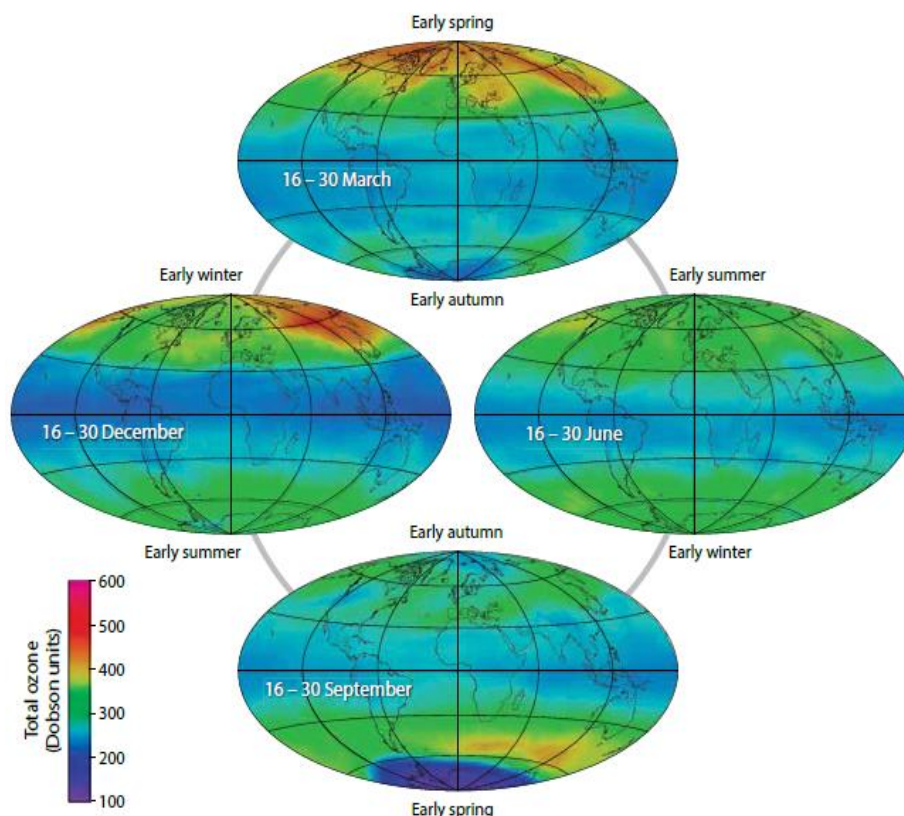 Early spring
16 – 30 March
Early winter
Early summer
Early autumn
16 – 30 December
16 – 30 June
Early autumn
Early summer
Early winter
16 – 30 September
600
500
400
300
200
100
Total ozone
(Dobson units)
Early spring